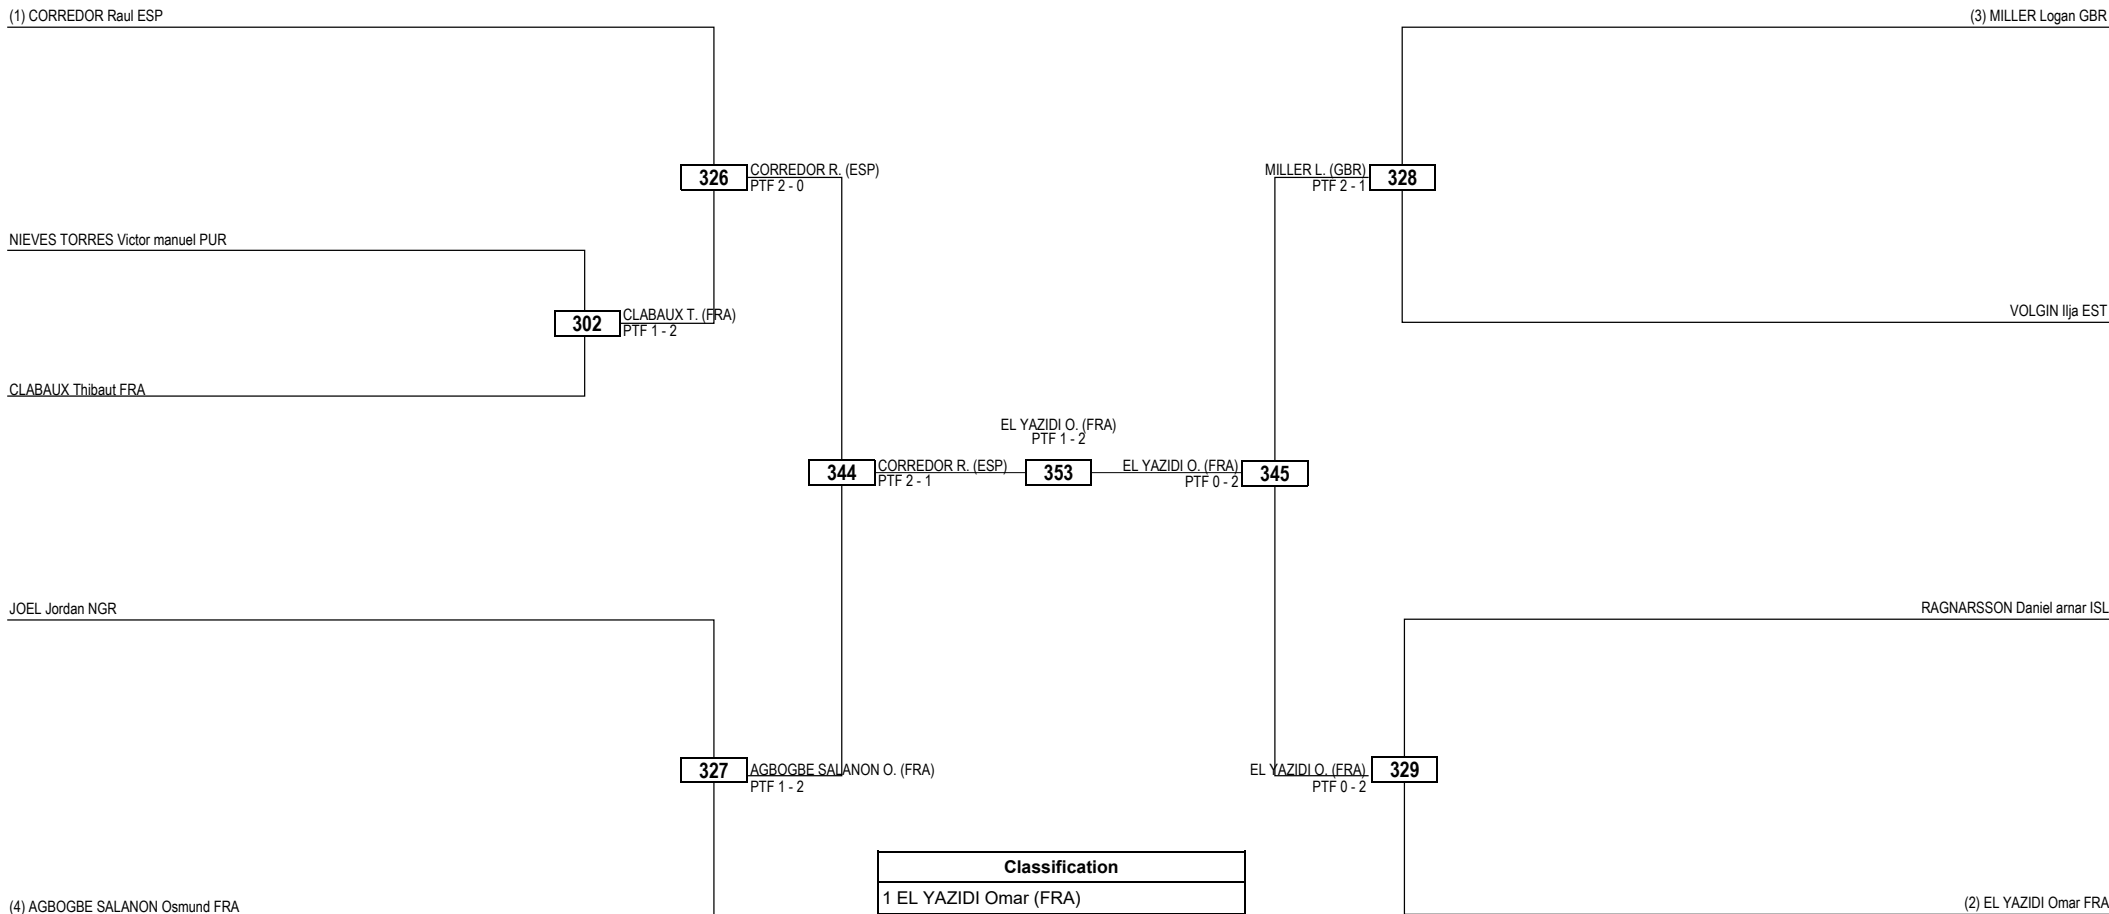 (1) CORREDOR Raul ESP
(3) MILLER Logan GBR
326
CORREDOR R. (ESP)
PTF 2 - 0
MILLER L. (GBR)
PTF 2 - 1
328
NIEVES TORRES Victor manuel PUR
302
CLABAUX T. (FRA)
PTF 1 - 2
VOLGIN Ilja EST
CLABAUX Thibaut FRA
EL YAZIDI O. (FRA)
PTF 1 - 2
344
CORREDOR R. (ESP)
PTF 2 - 1
353
EL YAZIDI O. (FRA)
PTF 0 - 2
345
JOEL Jordan NGR
RAGNARSSON Daniel arnar ISL
327
AGBOGBE SALANON O. (FRA)
PTF 1 - 2
EL YAZIDI O. (FRA)
PTF 0 - 2
329
Classification
1 EL YAZIDI Omar (FRA)
(4) AGBOGBE SALANON Osmund FRA
(2) EL YAZIDI Omar FRA